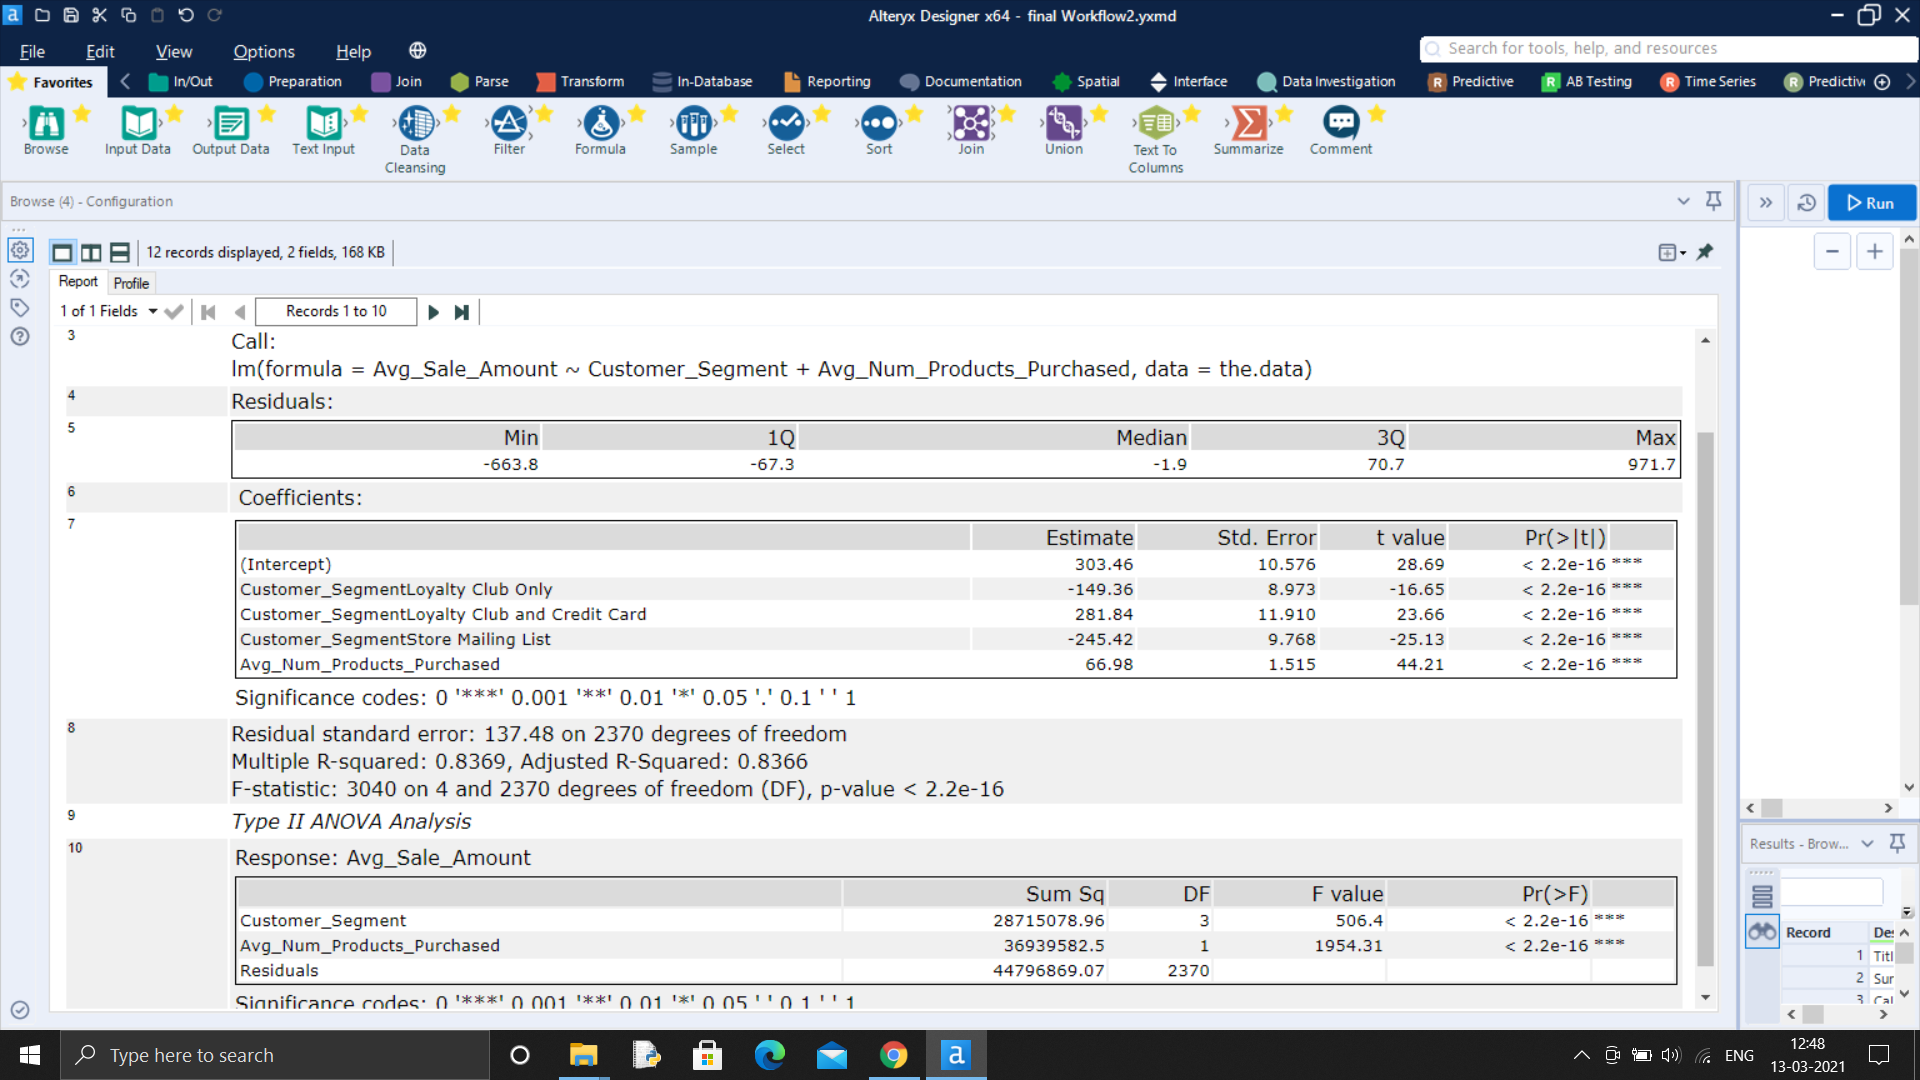 Alteryx Designer x64 - final Workflow2.yxmd
File Edit View Options Help
Search for tools, help, and resources
Favorites In/Out Preparation Join Parse Transform In-Database Reporting Documentation Spatial Interface Data Investigation Predictive AB Testing Time Series Predictiv
Browse Input Data Output Data Text Input Data Cleansing Filter Formula Sample Select Sort Join Union Text To Columns Summarize Comment
Browse (4) - Configuration
Run
12 records displayed, 2 fields, 168 KB
Report Profile
1 of 1 Fields Records 1 to 10
3 Call:
lm(formula = Avg_Sale_Amount ~ Customer_Segment + Avg_Num_Products_Purchased, data = the.data)
4 Residuals:
5 Min 1Q Median 3Q Max
-663.8 -67.3 -1.9 70.7 971.7
6 Coefficients:
7 Estimate Std. Error t value Pr(>|t|)
(Intercept) 303.46 10.576 28.69 < 2.2e-16 ***
Customer_SegmentLoyalty Club Only -149.36 8.973 -16.65 < 2.2e-16 ***
Customer_SegmentLoyalty Club and Credit Card 281.84 11.910 23.66 < 2.2e-16 ***
Customer_SegmentStore Mailing List -245.42 9.768 -25.13 < 2.2e-16 ***
Avg_Num_Products_Purchased 66.98 1.515 44.21 < 2.2e-16 ***
Significance codes: 0 '***' 0.001 '**' 0.01 '*' 0.05 '.' 0.1 ' ' 1
8 Residual standard error: 137.48 on 2370 degrees of freedom
Multiple R-squared: 0.8369, Adjusted R-Squared: 0.8366
F-statistic: 3040 on 4 and 2370 degrees of freedom (DF), p-value < 2.2e-16
9 Type II ANOVA Analysis
10 Response: Avg_Sale_Amount
Sum Sq DF F value Pr(>F)
Customer_Segment 28715078.96 3 506.4 < 2.2e-16 ***
Avg_Num_Products_Purchased 36939582.5 1 1954.31 < 2.2e-16 ***
Residuals 44796869.07 2370
Significance codes: 0 '***' 0.001 '**' 0.01 '*' 0.05 '.' 0.1 ' ' 1
Results - Brow...
Record Des
1 Titl
2 Sur
3 Cal
Type here to search
ENG
12:48
13-03-2021